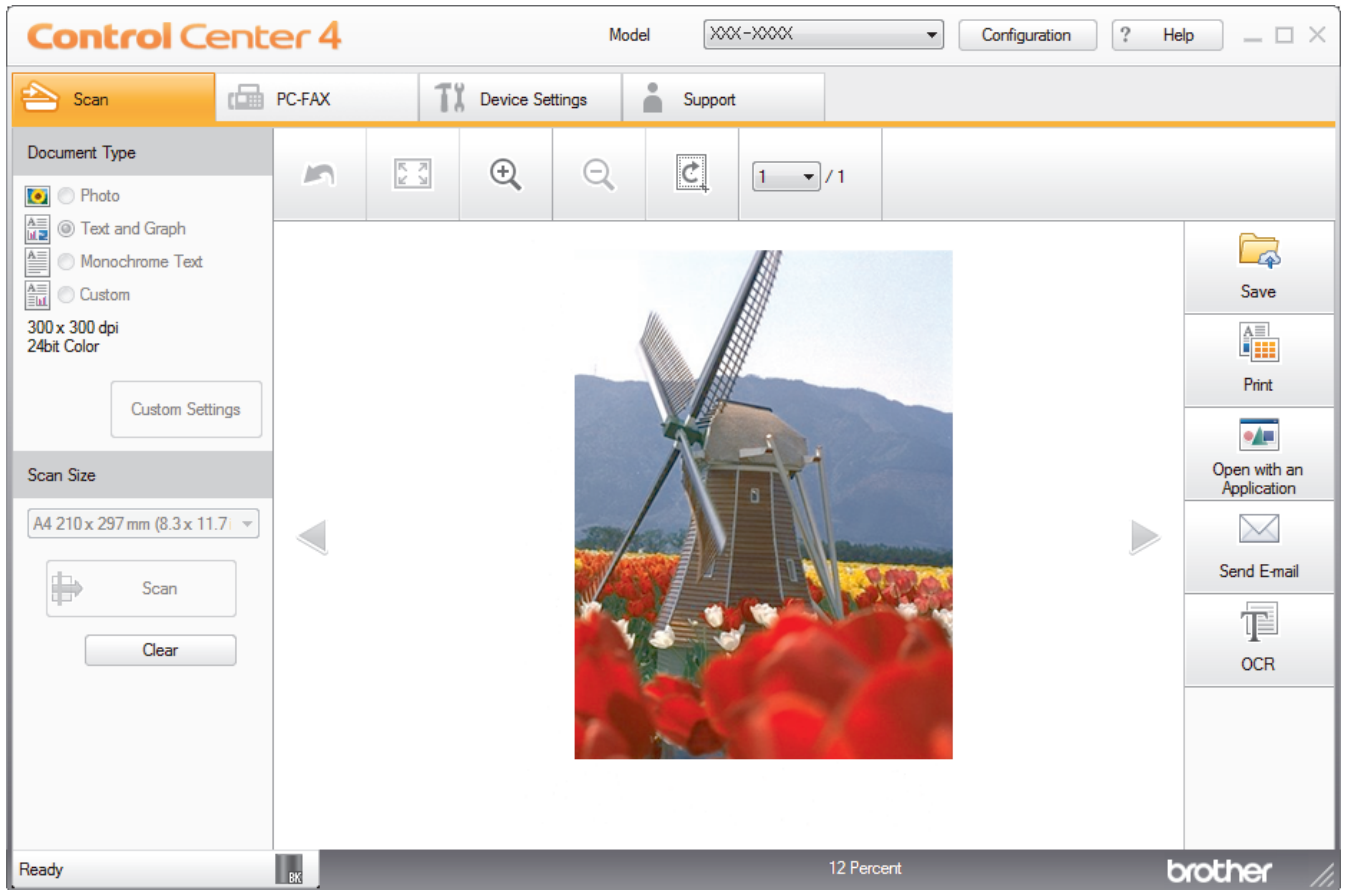 Control Center 4
Model
XXX-XXXX
Configuration
? Help
Scan
PC-FAX
Device Settings
Support
Document Type
1
/ 1
Photo
Text and Graph
Monochrome Text
Custom
300 x 300 dpi
24bit Color
Custom Settings
Scan Size
A4 210 x 297 mm (8.3 x 11.7
Scan
Clear
Save
Print
Open with an
Application
Send E-mail
OCR
Ready
BK
12 Percent
brother